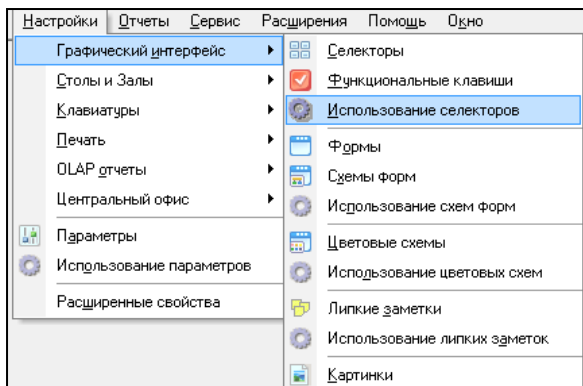 Настройки Отчеты Сервис Расширения Помощь Окно
Графический интерфейс
Столы и Залы
Клавиатуры
Печать
OLAP отчеты
Центральный офис
Параметры
Использование параметров
Расширенные свойства
Селекторы
Функциональные клавиши
Использование селекторов
Формы
Схемы форм
Использование схем форм
Цветовые схемы
Использование цветовых схем
Липкие заметки
Использование липких заметок
Картинки